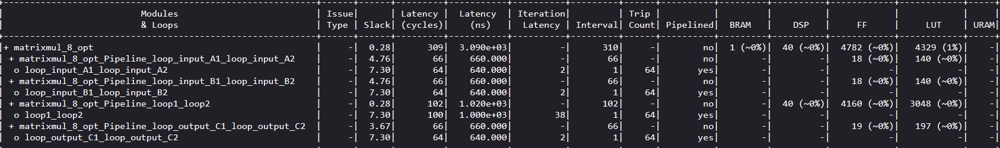 +------------------------------------------------------+------+------+---------+-----------+----------+---------+------+----------+---------+----------+------------+------------+-----+
|                        Modules                       | Issue|      | Latency |  Latency  | Iteration|         | Trip |          |         |          |            |            |     |
|                        & Loops                       | Type | Slack| (cycles)|    (ns)   |  Latency | Interval| Count| Pipelined|  BRAM   |    DSP   |     FF     |     LUT    | URAM|
+------------------------------------------------------+------+------+---------+-----------+----------+---------+------+----------+---------+----------+------------+------------+-----+
|+ matrixmul_8_opt                                     |     -|  0.28|      309|  3.090e+03|         -|      310|     -|        no|  1 (~0%)|  40 (~0%)|  4782 (~0%)|   4329 (1%)|    -|
| + matrixmul_8_opt_Pipeline_loop_input_A1_loop_input_A2   |     -|  4.76|       66|    660.000|         -|       66|     -|        no|        -|         -|    18 (~0%)|   140 (~0%)|    -|
|  o loop_input_A1_loop_input_A2                       |     -|  7.30|       64|    640.000|         2|        1|    64|       yes|        -|         -|           -|           -|    -|
| + matrixmul_8_opt_Pipeline_loop_input_B1_loop_input_B2   |     -|  4.76|       66|    660.000|         -|       66|     -|        no|        -|         -|    18 (~0%)|   140 (~0%)|    -|
|  o loop_input_B1_loop_input_B2                       |     -|  7.30|       64|    640.000|         2|        1|    64|       yes|        -|         -|           -|           -|    -|
| + matrixmul_8_opt_Pipeline_loop1_loop2               |     -|  0.28|      102|  1.020e+03|         -|      102|     -|        no|        -|  40 (~0%)|  4160 (~0%)|  3048 (~0%)|    -|
|  o loop1_loop2                                       |     -|  7.30|      100|  1.000e+03|        38|        1|    64|       yes|        -|         -|           -|           -|    -|
| + matrixmul_8_opt_Pipeline_loop_output_C1_loop_output_C2 |     -|  3.67|       66|    660.000|         -|       66|     -|        no|        -|         -|    19 (~0%)|   197 (~0%)|    -|
|  o loop_output_C1_loop_output_C2                     |     -|  7.30|       64|    640.000|         2|        1|    64|       yes|        -|         -|           -|           -|    -|